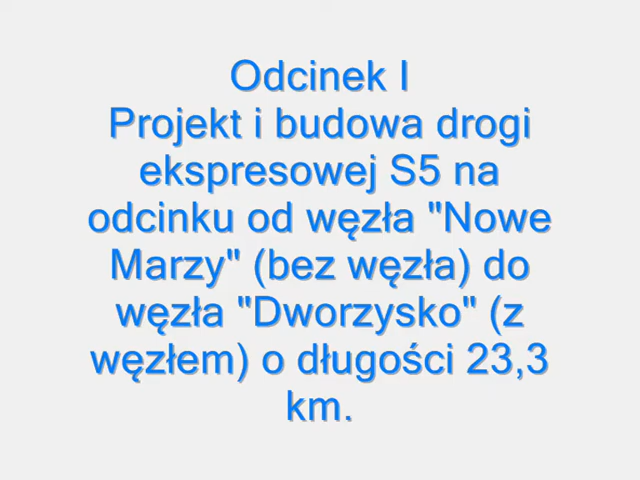 Odcinek I
Projekt i budowa drogi
ekspresowej S5 na
odcinku od węzła "Nowe
Marzy" (bez węzła) do
węzła "Dworzysko" (z
węzłem) o długości 23,3
km.